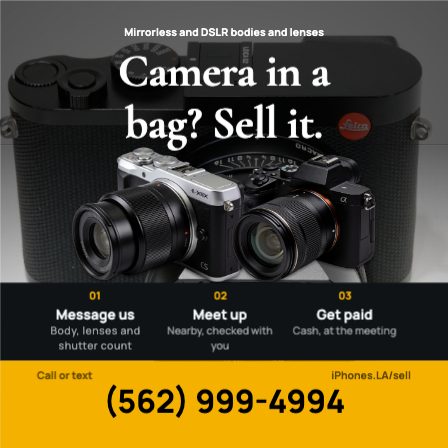 Mirrorless and DSLR bodies and lenses
Camera in a
bag? Sell it.
Leica
MACRO
α
01
02
03
Message us
Meet up
Get paid
Body, lenses and
shutter count
Nearby, checked with
you
Cash, at the meeting
Call or text
iPhones.LA/sell
(562) 999-4994